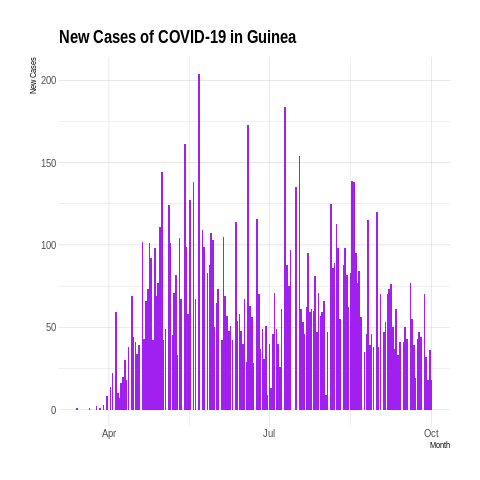 New Cases of COVID-19 in Guinea
New Cases
200
150
100
50
0
Apr
Jul
Oct
Month